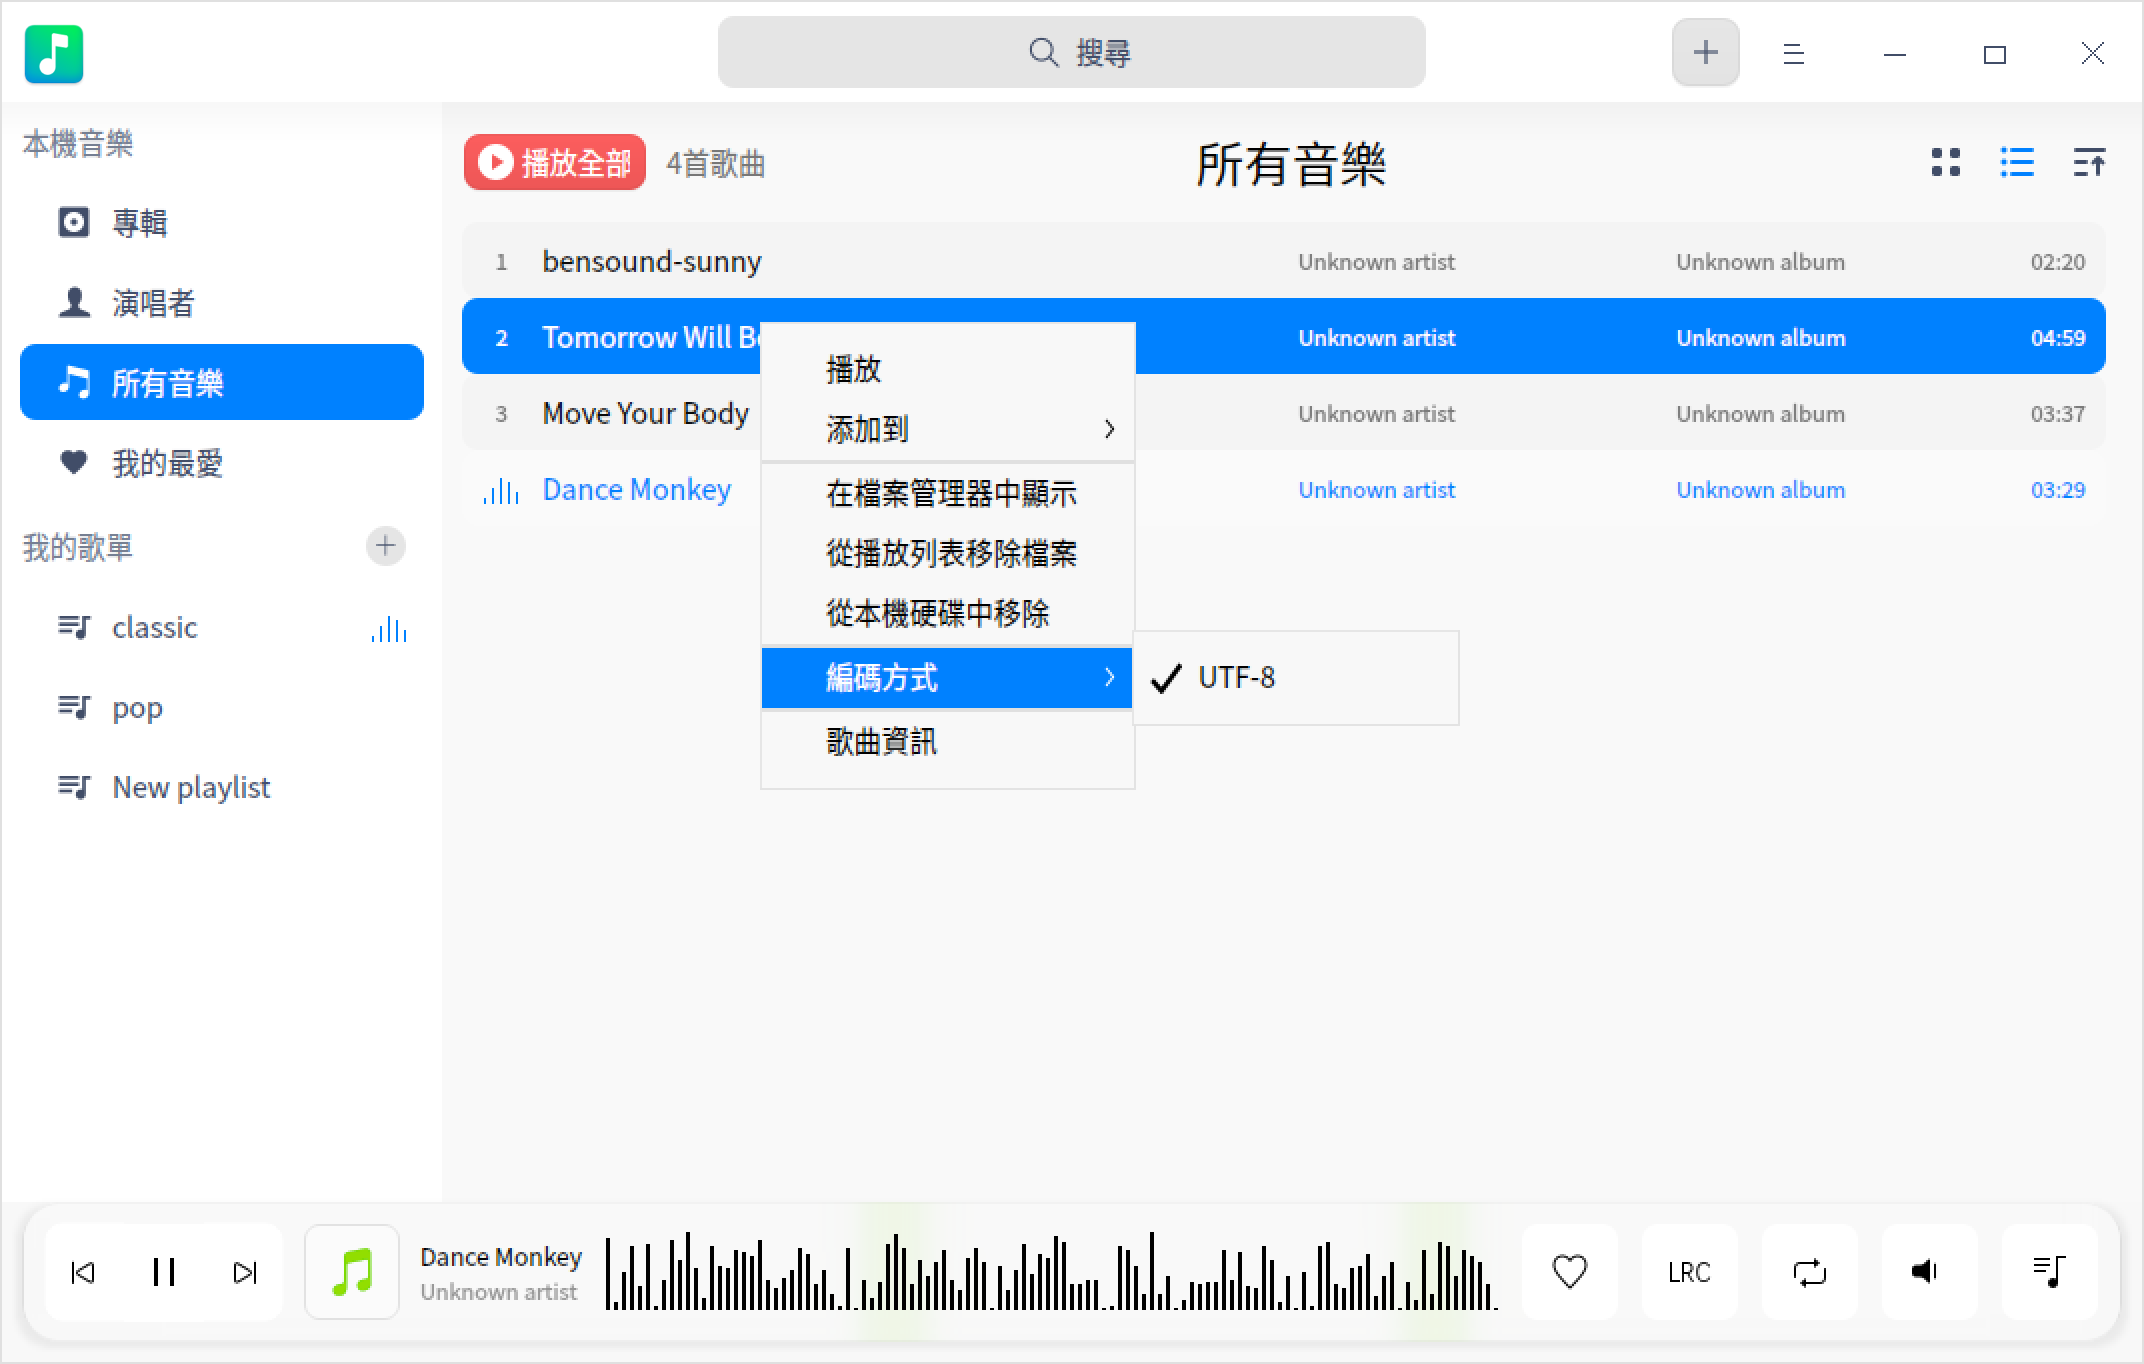 搜尋
本機音樂
專輯
演唱者
所有音樂
我的最愛
我的歌單
classic
pop
New playlist
播放全部 4首歌曲 所有音樂
1 bensound-sunny Unknown artist Unknown album 02:20
2 Tomorrow Will Unknown artist Unknown album 04:59
3 Move Your Body Unknown artist Unknown album 03:37
Dance Monkey Unknown artist Unknown album 03:29
播放
添加到
在檔案管理器中顯示
從播放列表移除檔案
從本機硬碟中移除
編碼方式
UTF-8
歌曲資訊
Dance Monkey
Unknown artist
LRC